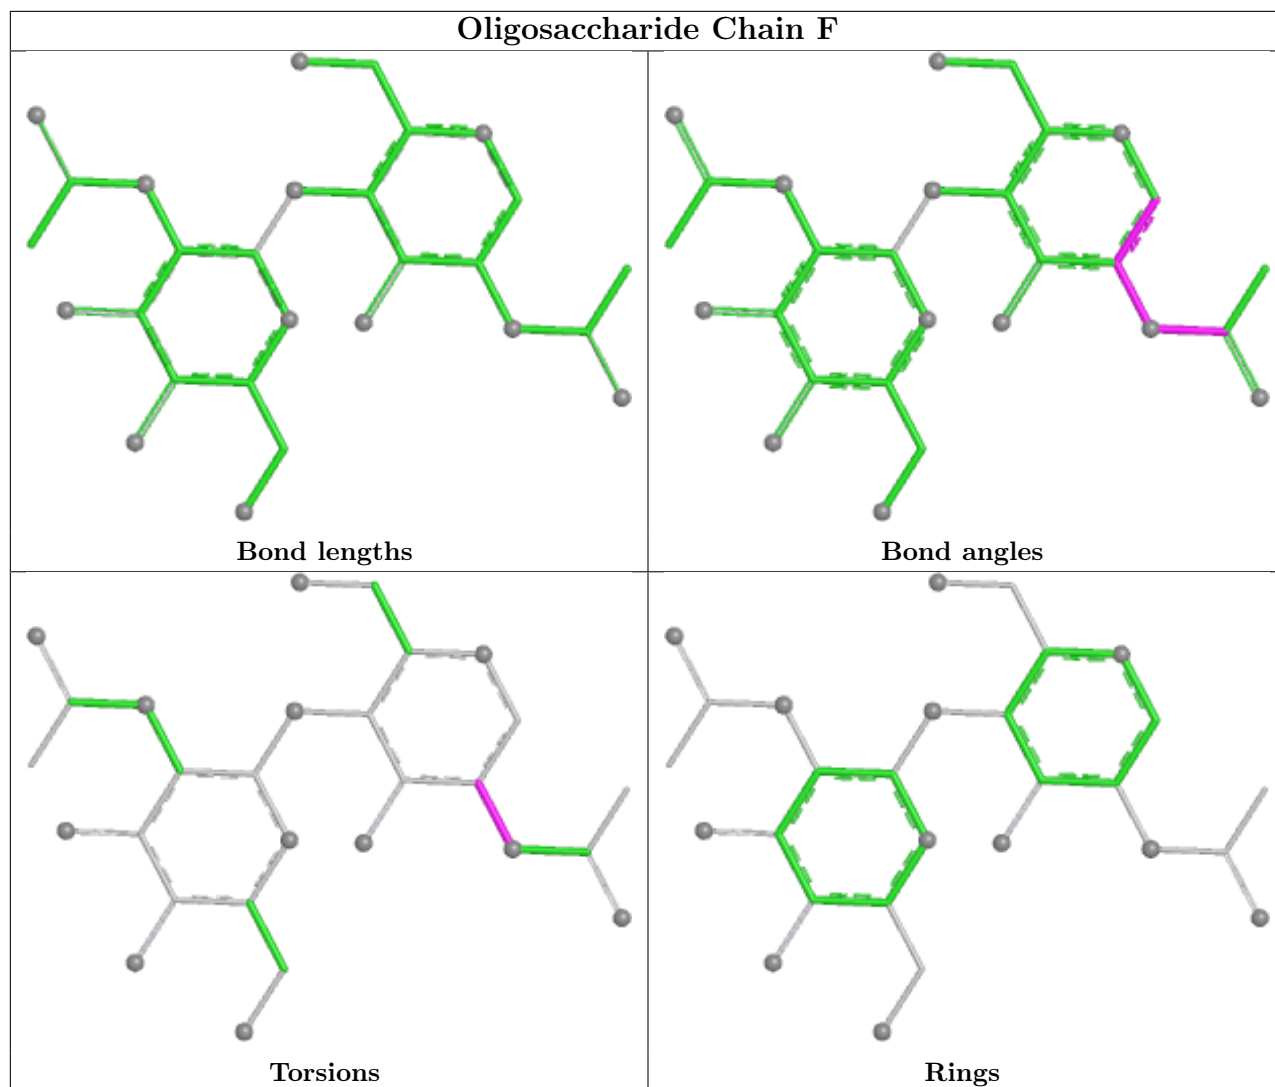 Oligosaccharide Chain F
Bond lengths
Bond angles
Torsions
Rings